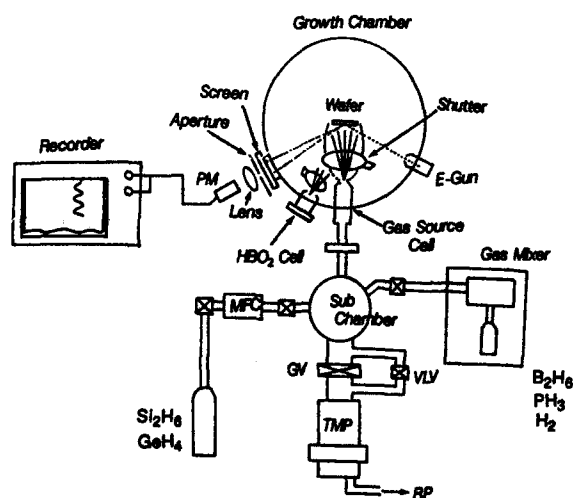 Growth Chamber
Screen
Aperture
Wafer
Shutter
Recorder
PM
Lens
E-Gun
HBO₂ Cell
Gas Source
Cell
Gas Mixer
MFC
Sub
Chamber
GV
VLV
TMP
RP
Si₂H₆
GeH₄
B₂H₆
PH₃
H₂